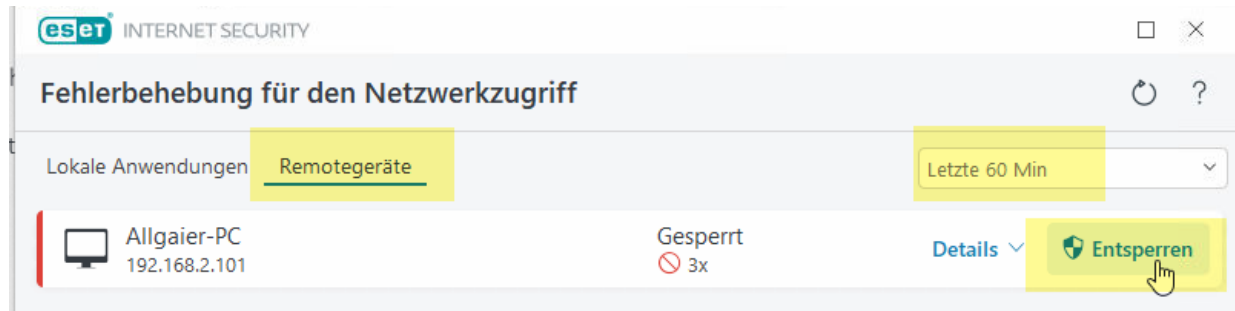 eset INTERNET SECURITY
Fehlerbehebung für den Netzwerkzugriff
?
Lokale Anwendungen Remotegeräte Letzte 60 Min
Allgaier-PC Gesperrt
Details Entsperren
192.168.2.101 3x